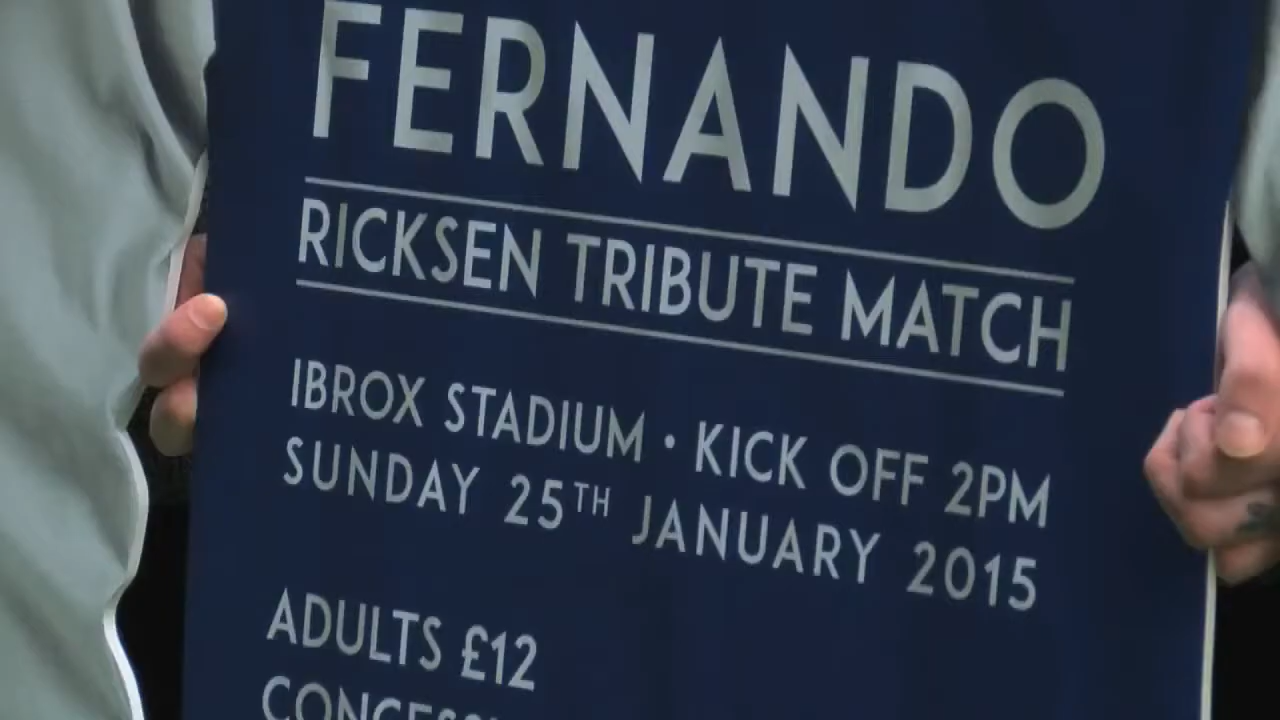 FERNANDO
RICKSEN TRIBUTE MATCH
IBROX STADIUM • KICK OFF 2PM
SUNDAY 25TH JANUARY 2015
ADULTS £12